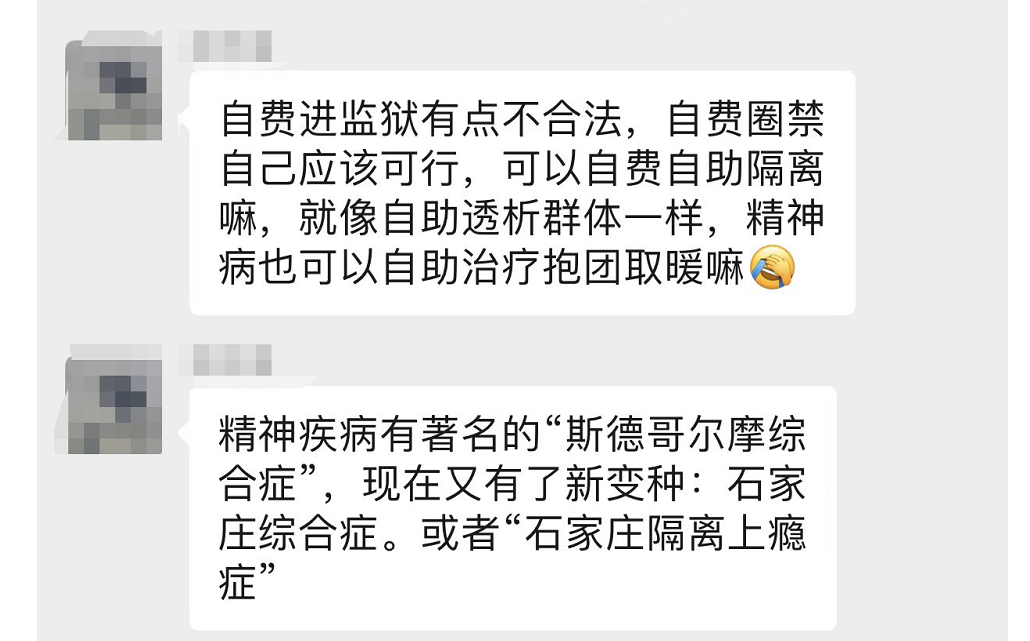 自费进监狱有点不合法，自费圈禁
自己应该可行，可以自费自助隔离
嘛，就像自助透析群体一样，精神
病也可以自助治疗抱团取暖嘛🤦
精神疾病有著名的“斯德哥尔摩综
合症”，现在又有了新变种：石家
庄综合症。或者“石家庄隔离上瘾
症”